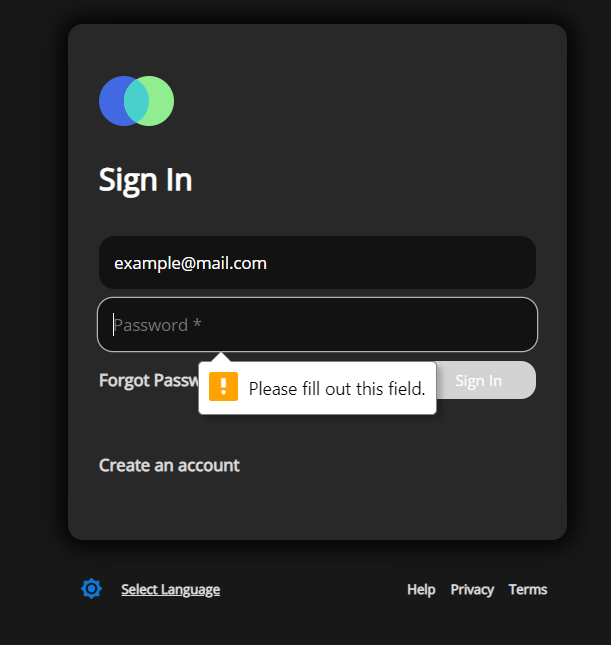 Sign In
example@mail.com
Password *
Forgot Passw
Please fill out this field.
Sign In
Create an account
Select Language
Help Privacy Terms